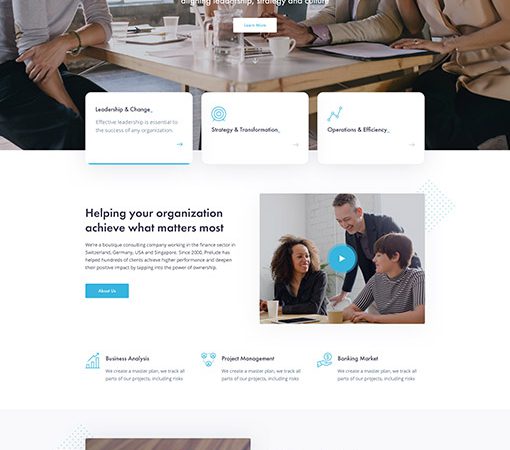 aligning leadership, strategy and culture
Learn More
Leadership & Change_
Effective leadership is essential to
the success of any organization.
Strategy & Transformation_
Operations & Efficiency_
Helping your organization
achieve what matters most
We're a boutique consulting company working in the finance sector in
Switzerland, Germany, USA and Singapore. Since 2000, Prelude has
helped hundreds of clients achieve higher performance and deepen
their positive impact by tapping into the power of ownership.
About Us
Business Analysis
We create a master plan, we track all
parts of our projects, including risks
Project Management
We create a master plan, we track all
parts of our projects, including risks
Banking Market
We create a master plan, we track all
parts of our projects, including risks